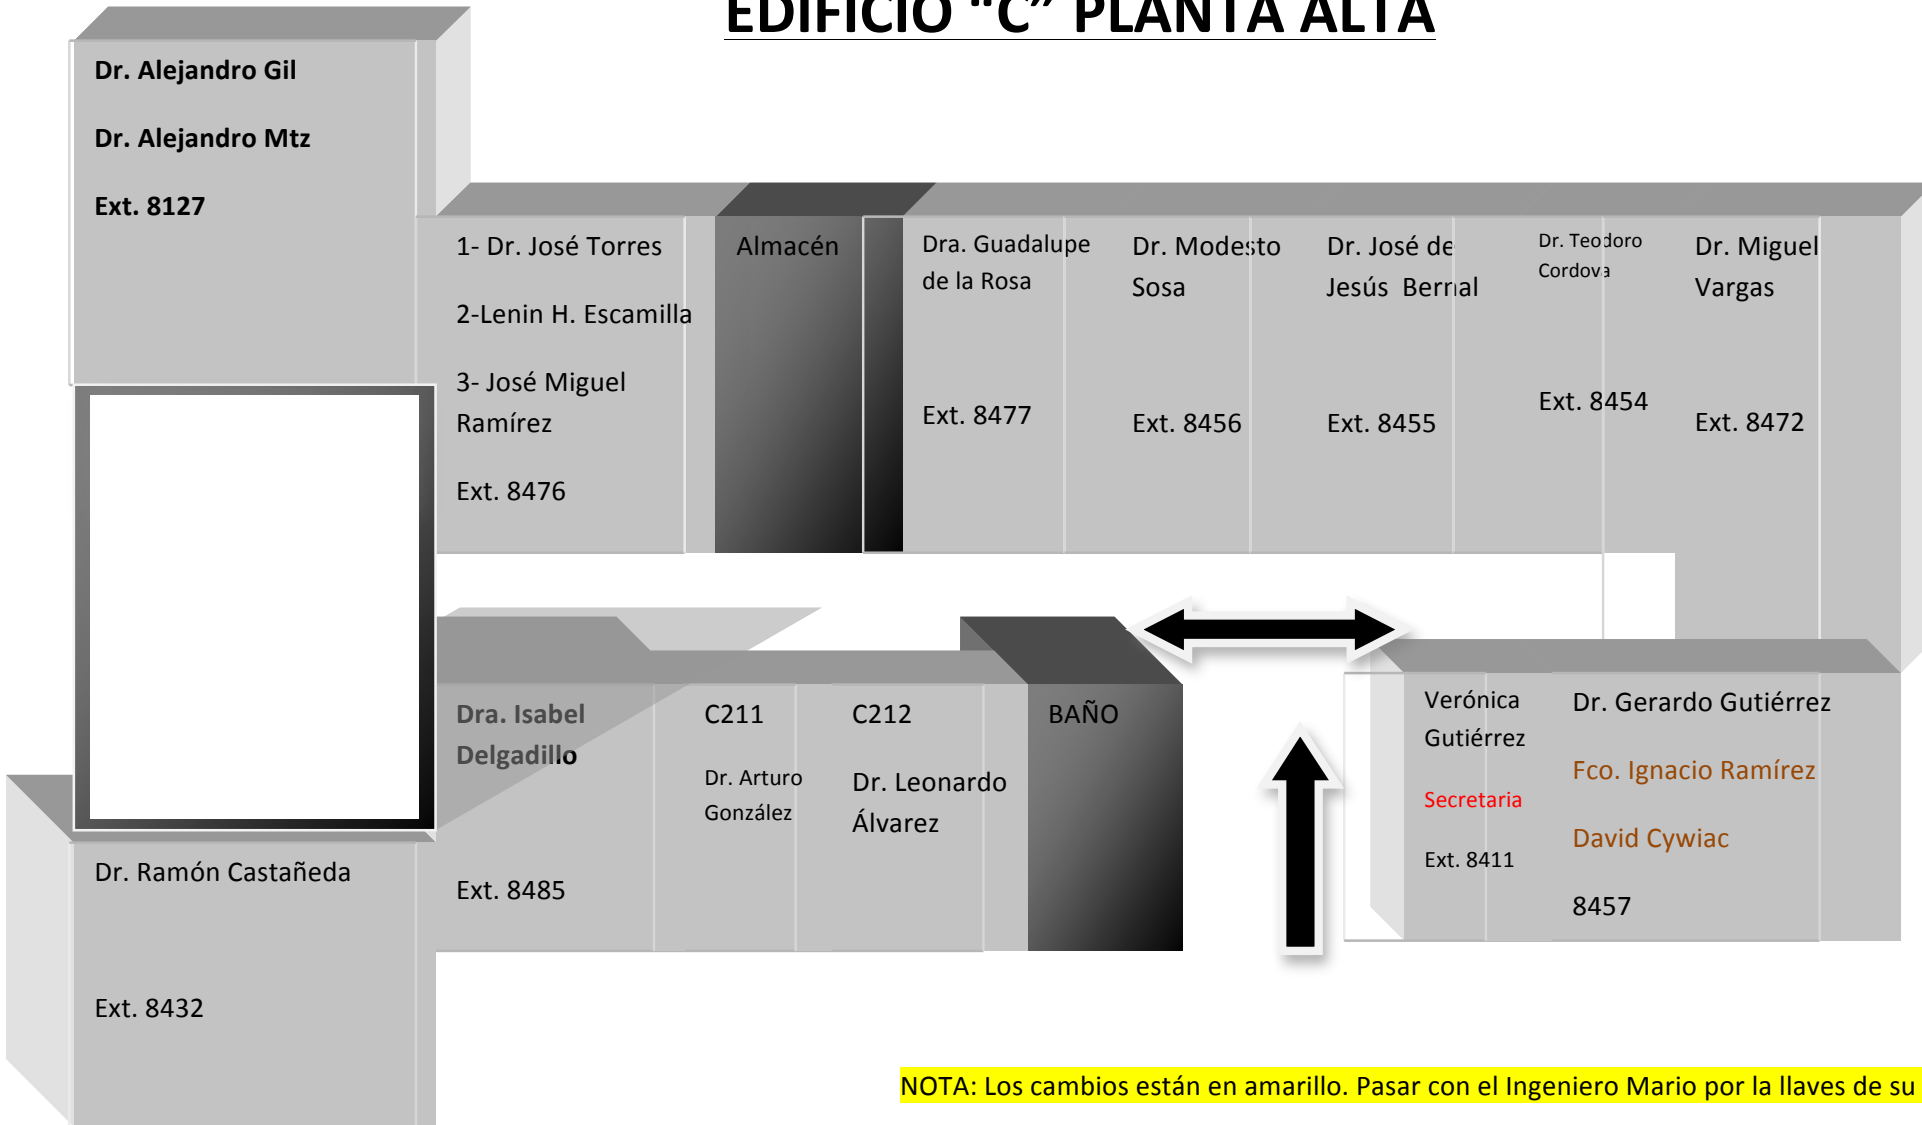 EDIFICIO “C” PLANTA ALTA
Dr. Alejandro Gil
Dr. Alejandro Mtz
Ext. 8127
1- Dr. José Torres
2-Lenin H. Escamilla
3- José Miguel
Ramírez
Ext. 8476
Almacén
Dra. Guadalupe
de la Rosa
Ext. 8477
Dr. Modesto
Sosa
Ext. 8456
Dr. José de
Jesús Bernal
Ext. 8455
Dr. Teodoro
Cordova
Ext. 8454
Dr. Miguel
Vargas
Ext. 8472
Dra. Isabel
Delgadillo
Ext. 8485
C211
Dr. Arturo
González
C212
Dr. Leonardo
Álvarez
BAÑO
Verónica
Gutiérrez
Secretaria
Ext. 8411
Dr. Gerardo Gutiérrez
Fco. Ignacio Ramírez
David Cywiac
8457
Dr. Ramón Castañeda
Ext. 8432
NOTA: Los cambios están en amarillo. Pasar con el Ingeniero Mario por la llaves de su